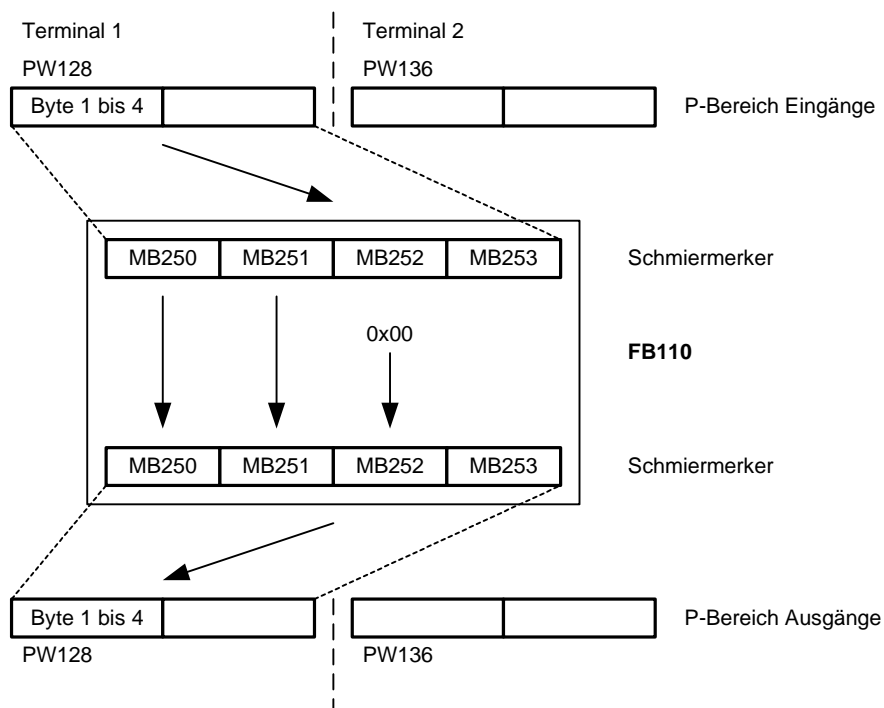 Terminal 1 Terminal 2
PW128 PW136
Byte 1 bis 4 P-Bereich Eingänge
MB250 MB251 MB252 MB253 Schmiermerker
0x00
FB110
MB250 MB251 MB252 MB253 Schmiermerker
Byte 1 bis 4 P-Bereich Ausgänge
PW128 PW136